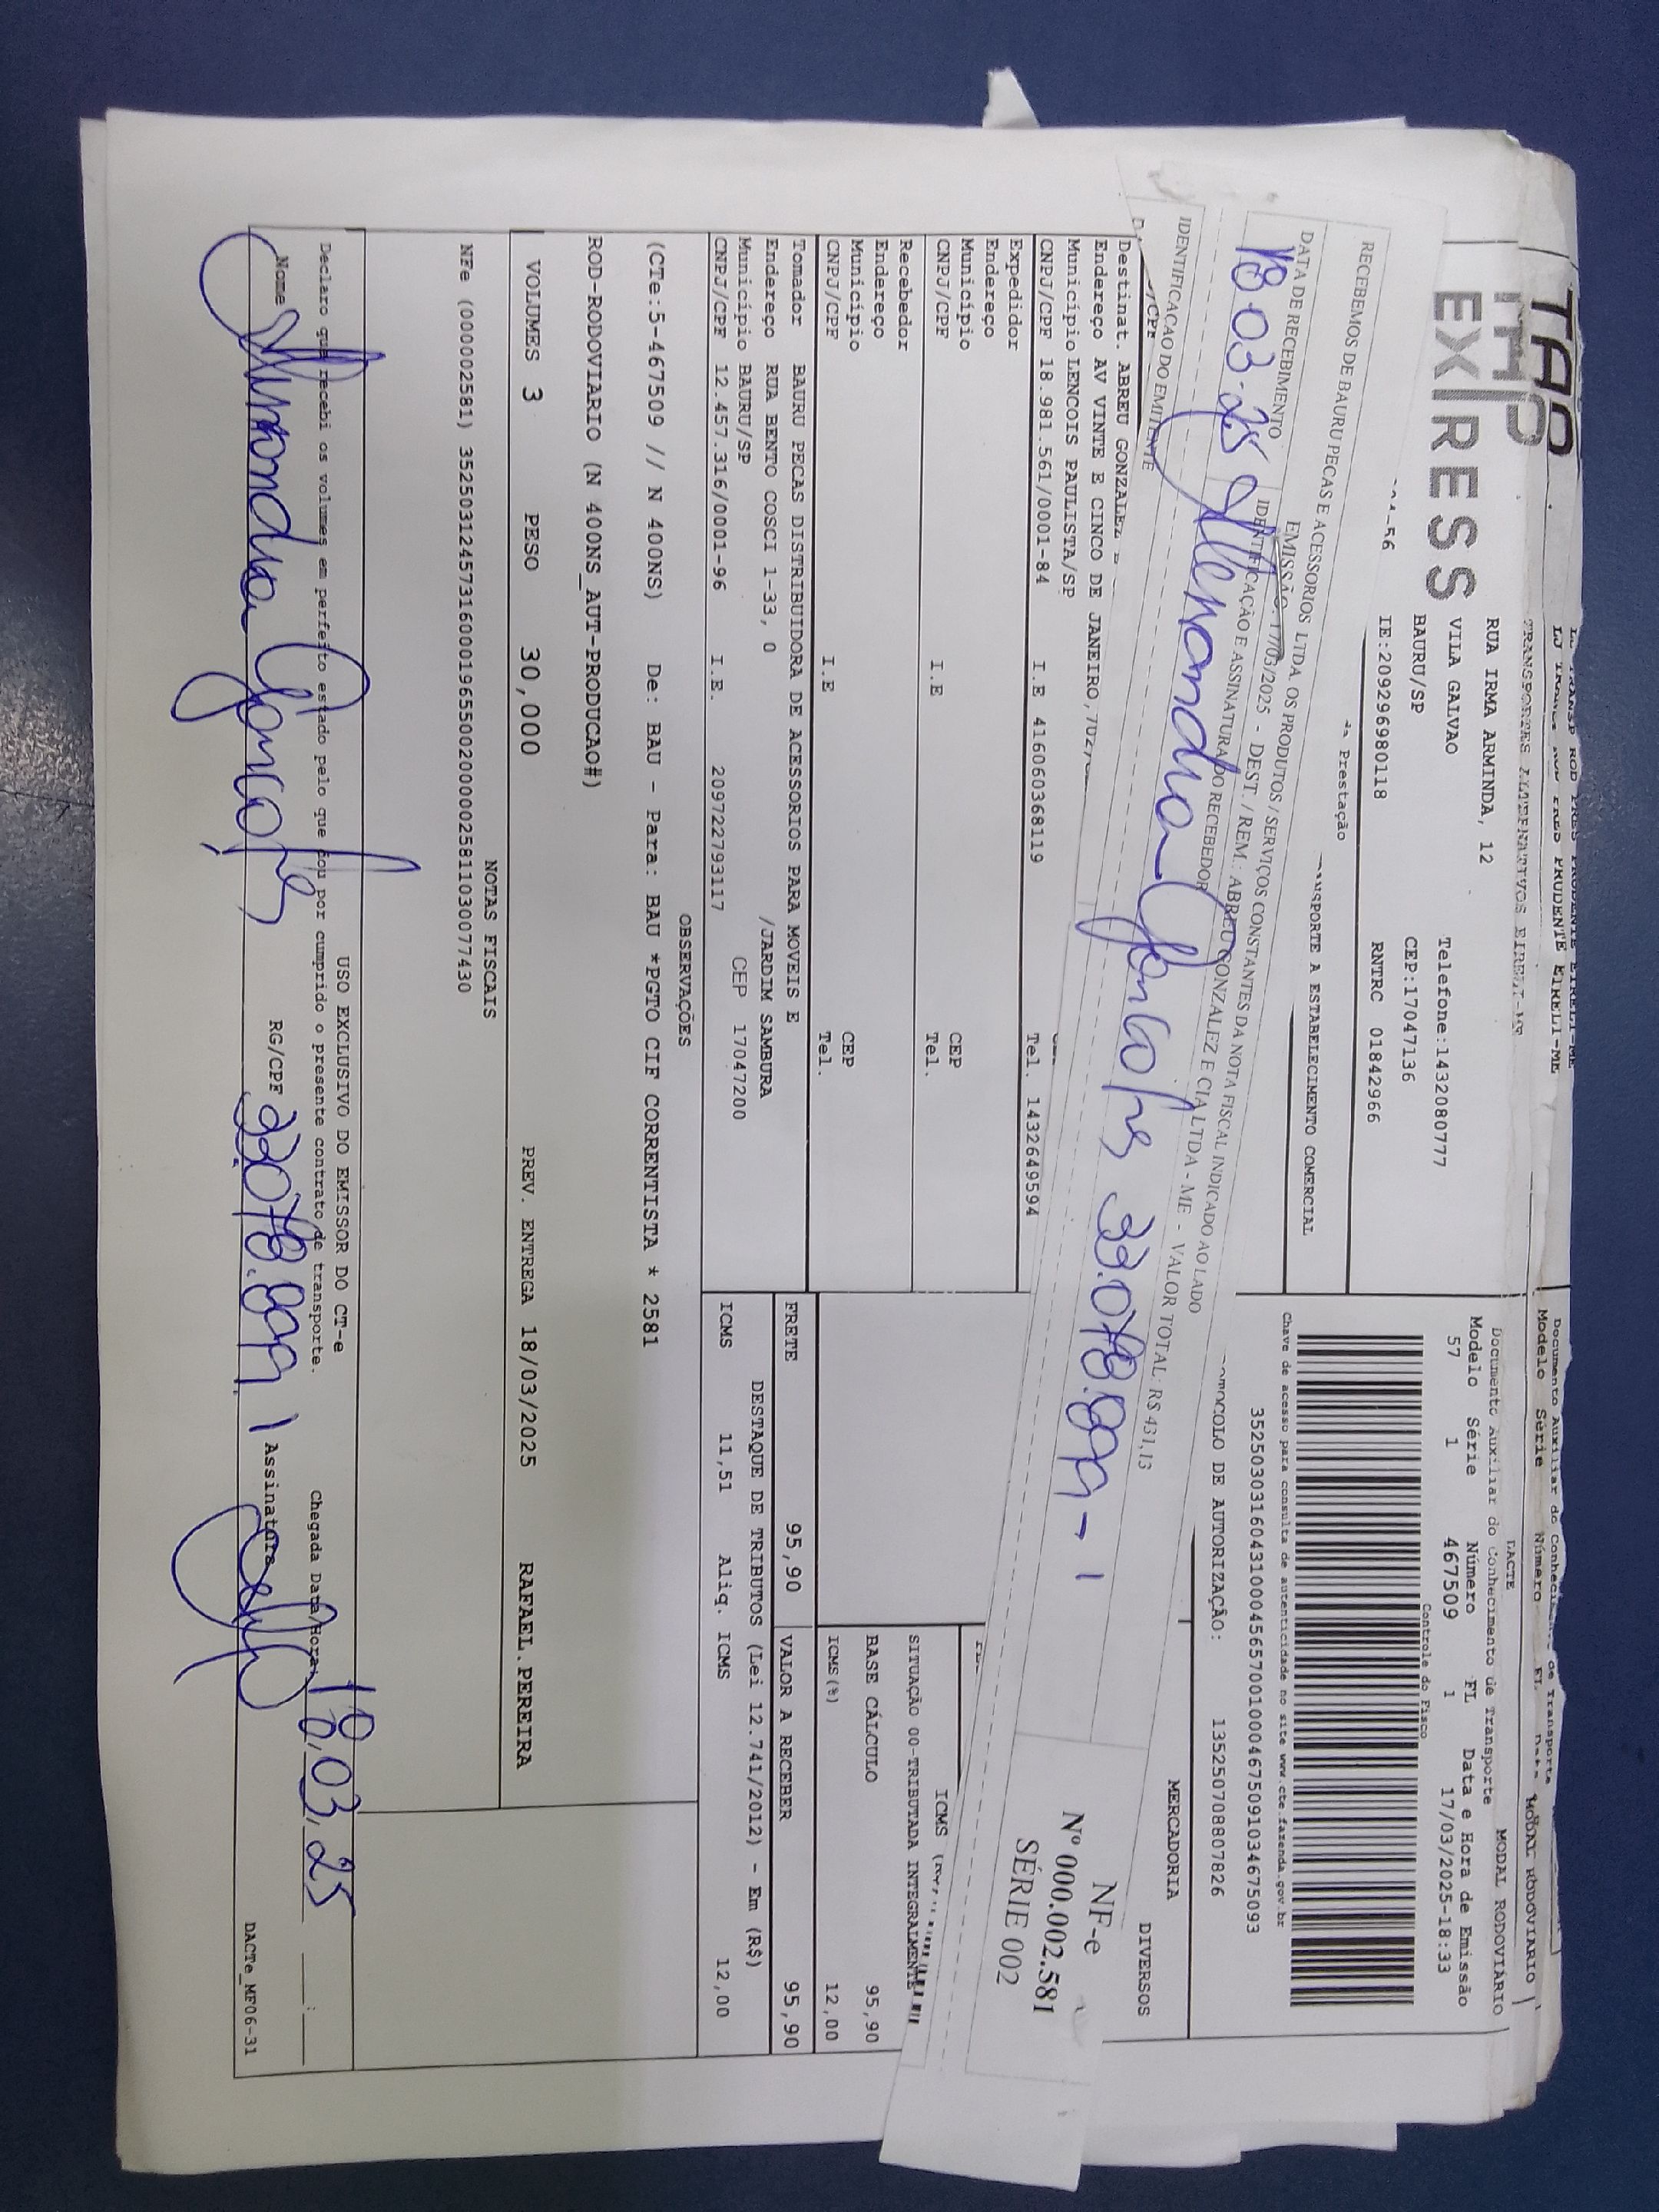 EXPRESS
RUA IRMA ARMINDA, 12
VILA GALVAO
BAURU/SP
Telefone:1432080777
CEP:17047136
IE:209296980118
RNTRC 01842966
Prestação
TRANSPORTE A ESTABELECIMENTO COMERCIAL
DACTE
MODAL RODOVIÁRIO
Documento Auxiliar do Conhecimento de Transporte
Modelo Série Número FL Data e Hora de Emissão
57 1 467509 1 17/03/2025-18:33
Controle do Fisco
Chave de acesso para consulta de autenticidade no site www.cte.fazenda.gov.br
35250303160431000456570010004675091034675093
PROTOCOLO DE AUTORIZAÇÃO: 135250708807826
MERCADORIA
DIVERSOS
RECEBEMOS DE BAURU PECAS E ACESSORIOS LTDA. OS PRODUTOS / SERVIÇOS CONSTANTES DA NOTA FISCAL INDICADO AO LADO
EMISSÃO: 17/03/2025 - DEST. / REM.: ABREU GONZALEZ E CIA LTDA - ME - VALOR TOTAL: R$ 431,13
DATA DE RECEBIMENTO
IDENTIFICAÇÃO E ASSINATURA DO RECEBEDOR
18.03.25
NF-e
Nº 000.002.581
SÉRIE 002
IDENTIFICACAO DO EMITENTE
Destinat. ABREU GONZALEZ
Endereço AV VINTE E CINCO DE JANEIRO,
Município LENCOIS PAULISTA/SP
CNPJ/CPF 18.981.561/0001-84 I.E 416060368119 Tel. 1432649594
Expedidor
Endereço
Município CEP
CNPJ/CPF I.E Tel.
Recebedor
Endereço
Município CEP
CNPJ/CPF I.E Tel.
SITUAÇÃO 00-TRIBUTADA INTEGRALMENTE
BASE CÁLCULO 95,90
ICMS(%) 12,00
Tomador BAURU PECAS DISTRIBUIDORA DE ACESSORIOS PARA MOVEIS E
Endereço RUA BENTO COSCI 1-33, 0 /JARDIM SAMBURA
Município BAURU/SP CEP 17047200
CNPJ/CPF 12.457.316/0001-96 I.E. 209722793117
FRETE 95,90 VALOR A RECEBER 95,90
DESTAQUE DE TRIBUTOS (Lei 12.741/2012) - Em (R$)
ICMS 11,51 Aliq. ICMS 12,00
OBSERVAÇÕES
(CTe:5-467509 // N 400NS) De: BAU - Para: BAU *PGTO CIF CORRENTISTA * 2581
ROD-RODOVIARIO (N 400NS_AUT-PRODUCAO#)
VOLUMES 3 PESO 30,000 PREV. ENTREGA 18/03/2025 RAFAEL.PEREIRA
NOTAS FISCAIS
NFe (000002581) 35250312457316000196550020000025811030077430
USO EXCLUSIVO DO EMISSOR DO CT-e
Declaro que recebi os volumes em perfeito estado pelo que dou por cumprido o presente contrato de transporte.
Chegada Data/Hora: 18,03,25
Nome
RG/CPF
Assinatura
DACTe_MF06-31